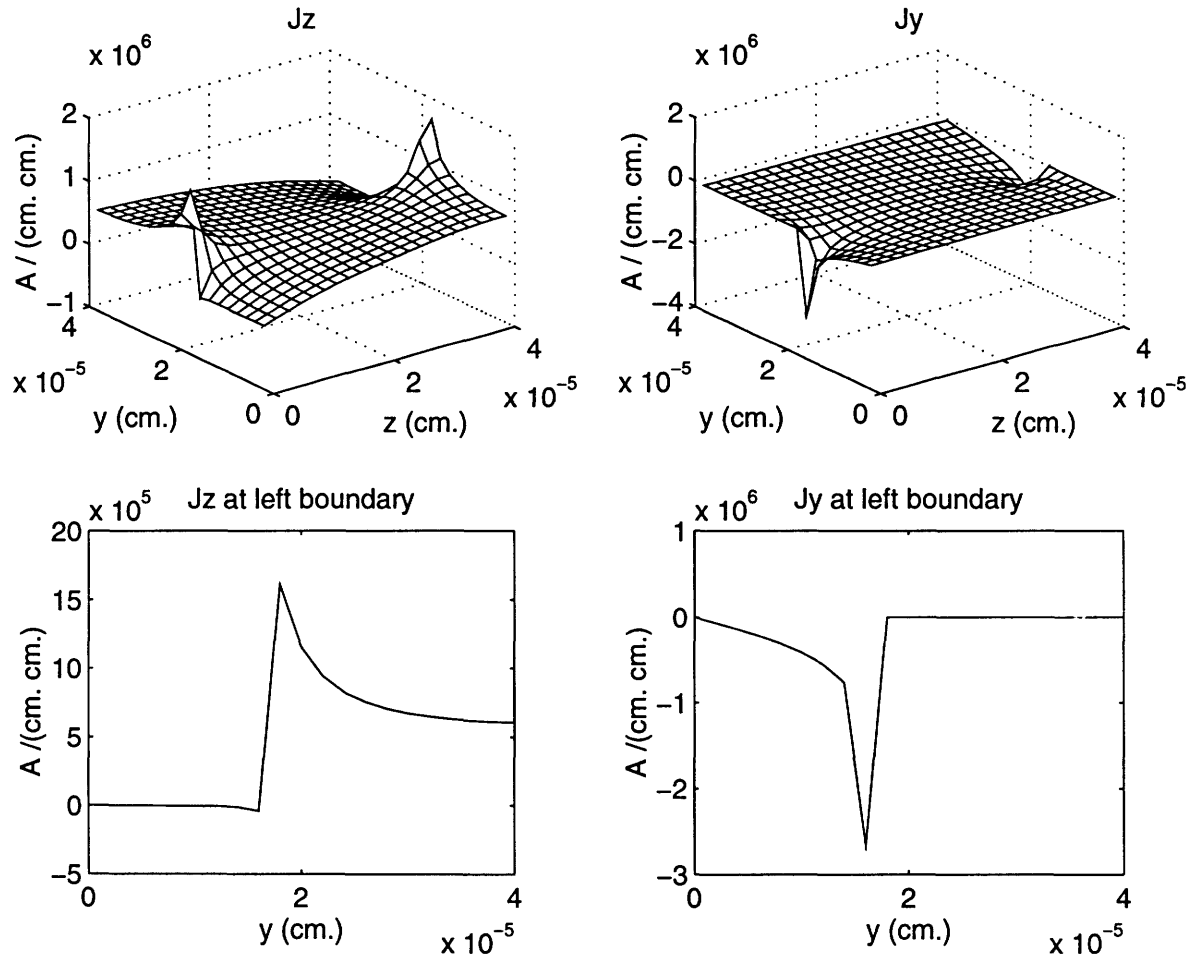 Jz
x 10^6
2
1
0
−1
A / (cm. cm.)
4
2
0
x 10^−5
y (cm.)
0
2
4
x 10^−5
z (cm.)
Jy
x 10^6
2
0
−2
−4
A / (cm. cm.)
4
2
0
x 10^−5
y (cm.)
0
2
4
x 10^−5
z (cm.)
Jz at left boundary
x 10^5
20
15
10
5
0
−5
A /(cm. cm.)
0
2
4
y (cm.)
x 10^−5
Jy at left boundary
x 10^6
1
0
−1
−2
−3
A /(cm. cm.)
0
2
4
y (cm.)
x 10^−5